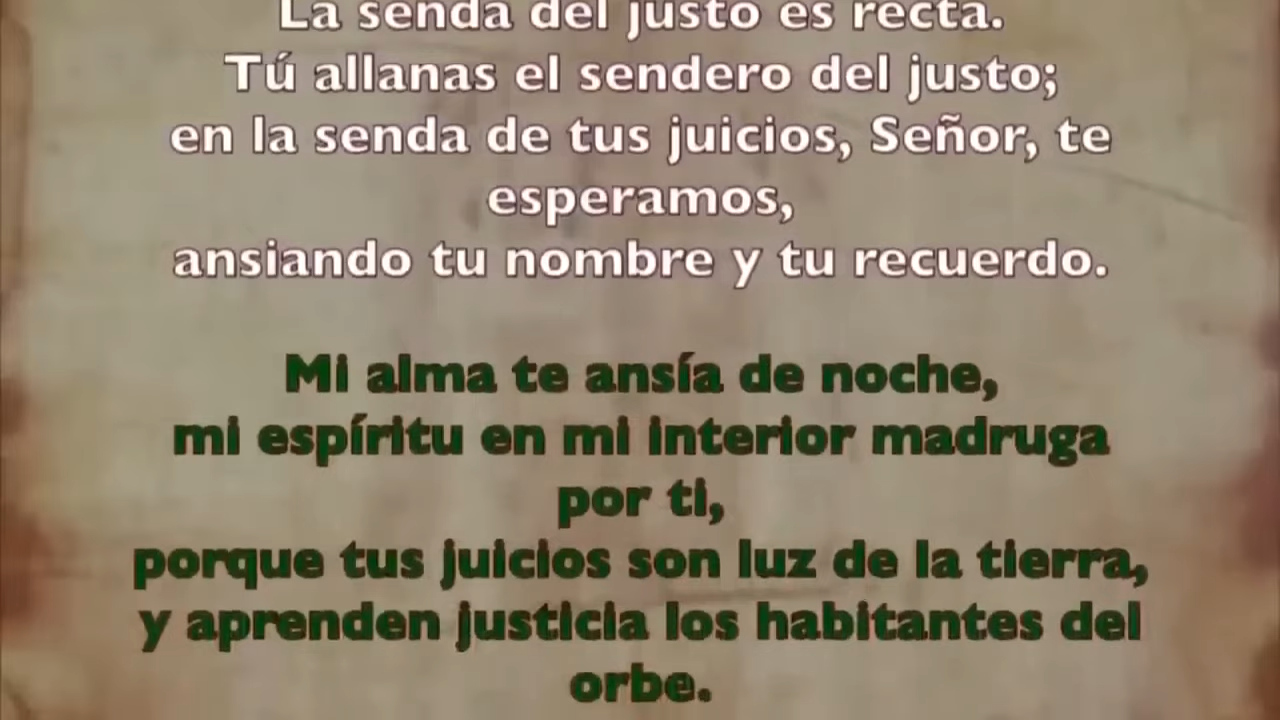 La senda del justo es recta.
Tú allanas el sendero del justo;
en la senda de tus juicios, Señor, te
esperamos,
ansiando tu nombre y tu recuerdo.
Mi alma te ansía de noche,
mi espíritu en mi interior madruga
por ti,
porque tus juicios son luz de la tierra,
y aprenden justicia los habitantes del
orbe.